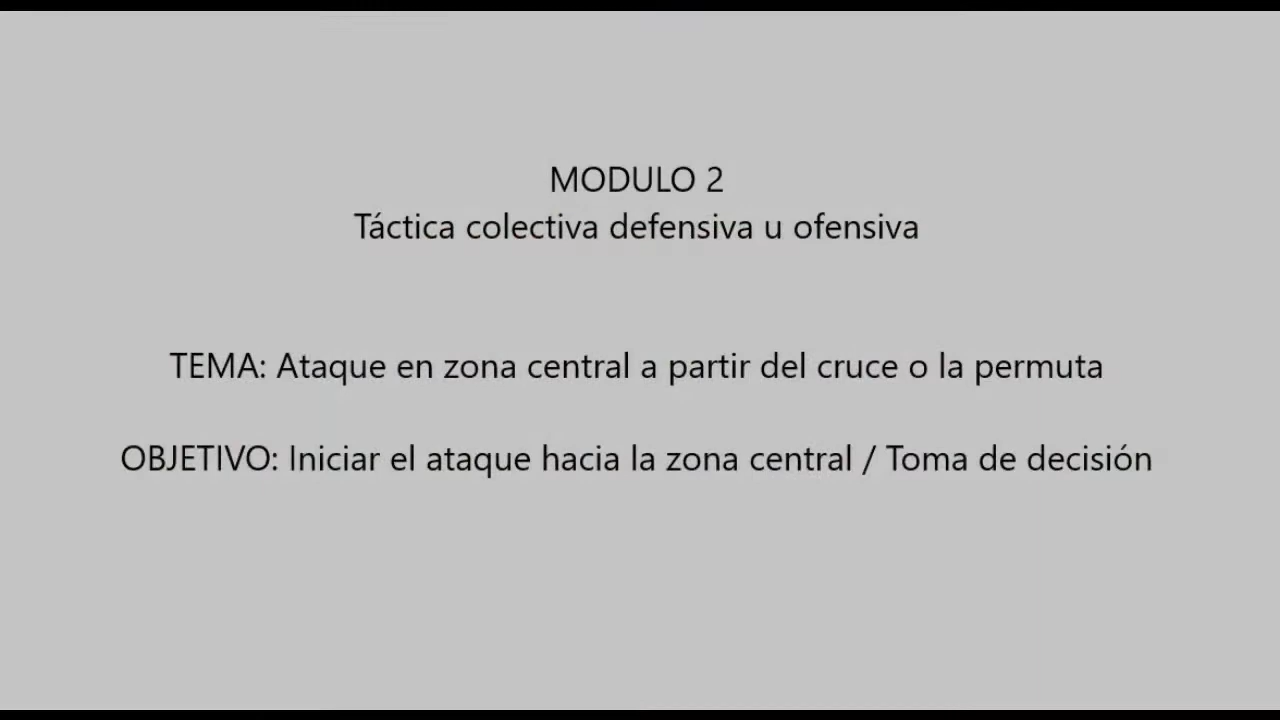 MODULO 2
Táctica colectiva defensiva u ofensiva
TEMA: Ataque en zona central a partir del cruce o la permuta
OBJETIVO: Iniciar el ataque hacia la zona central / Toma de decisión